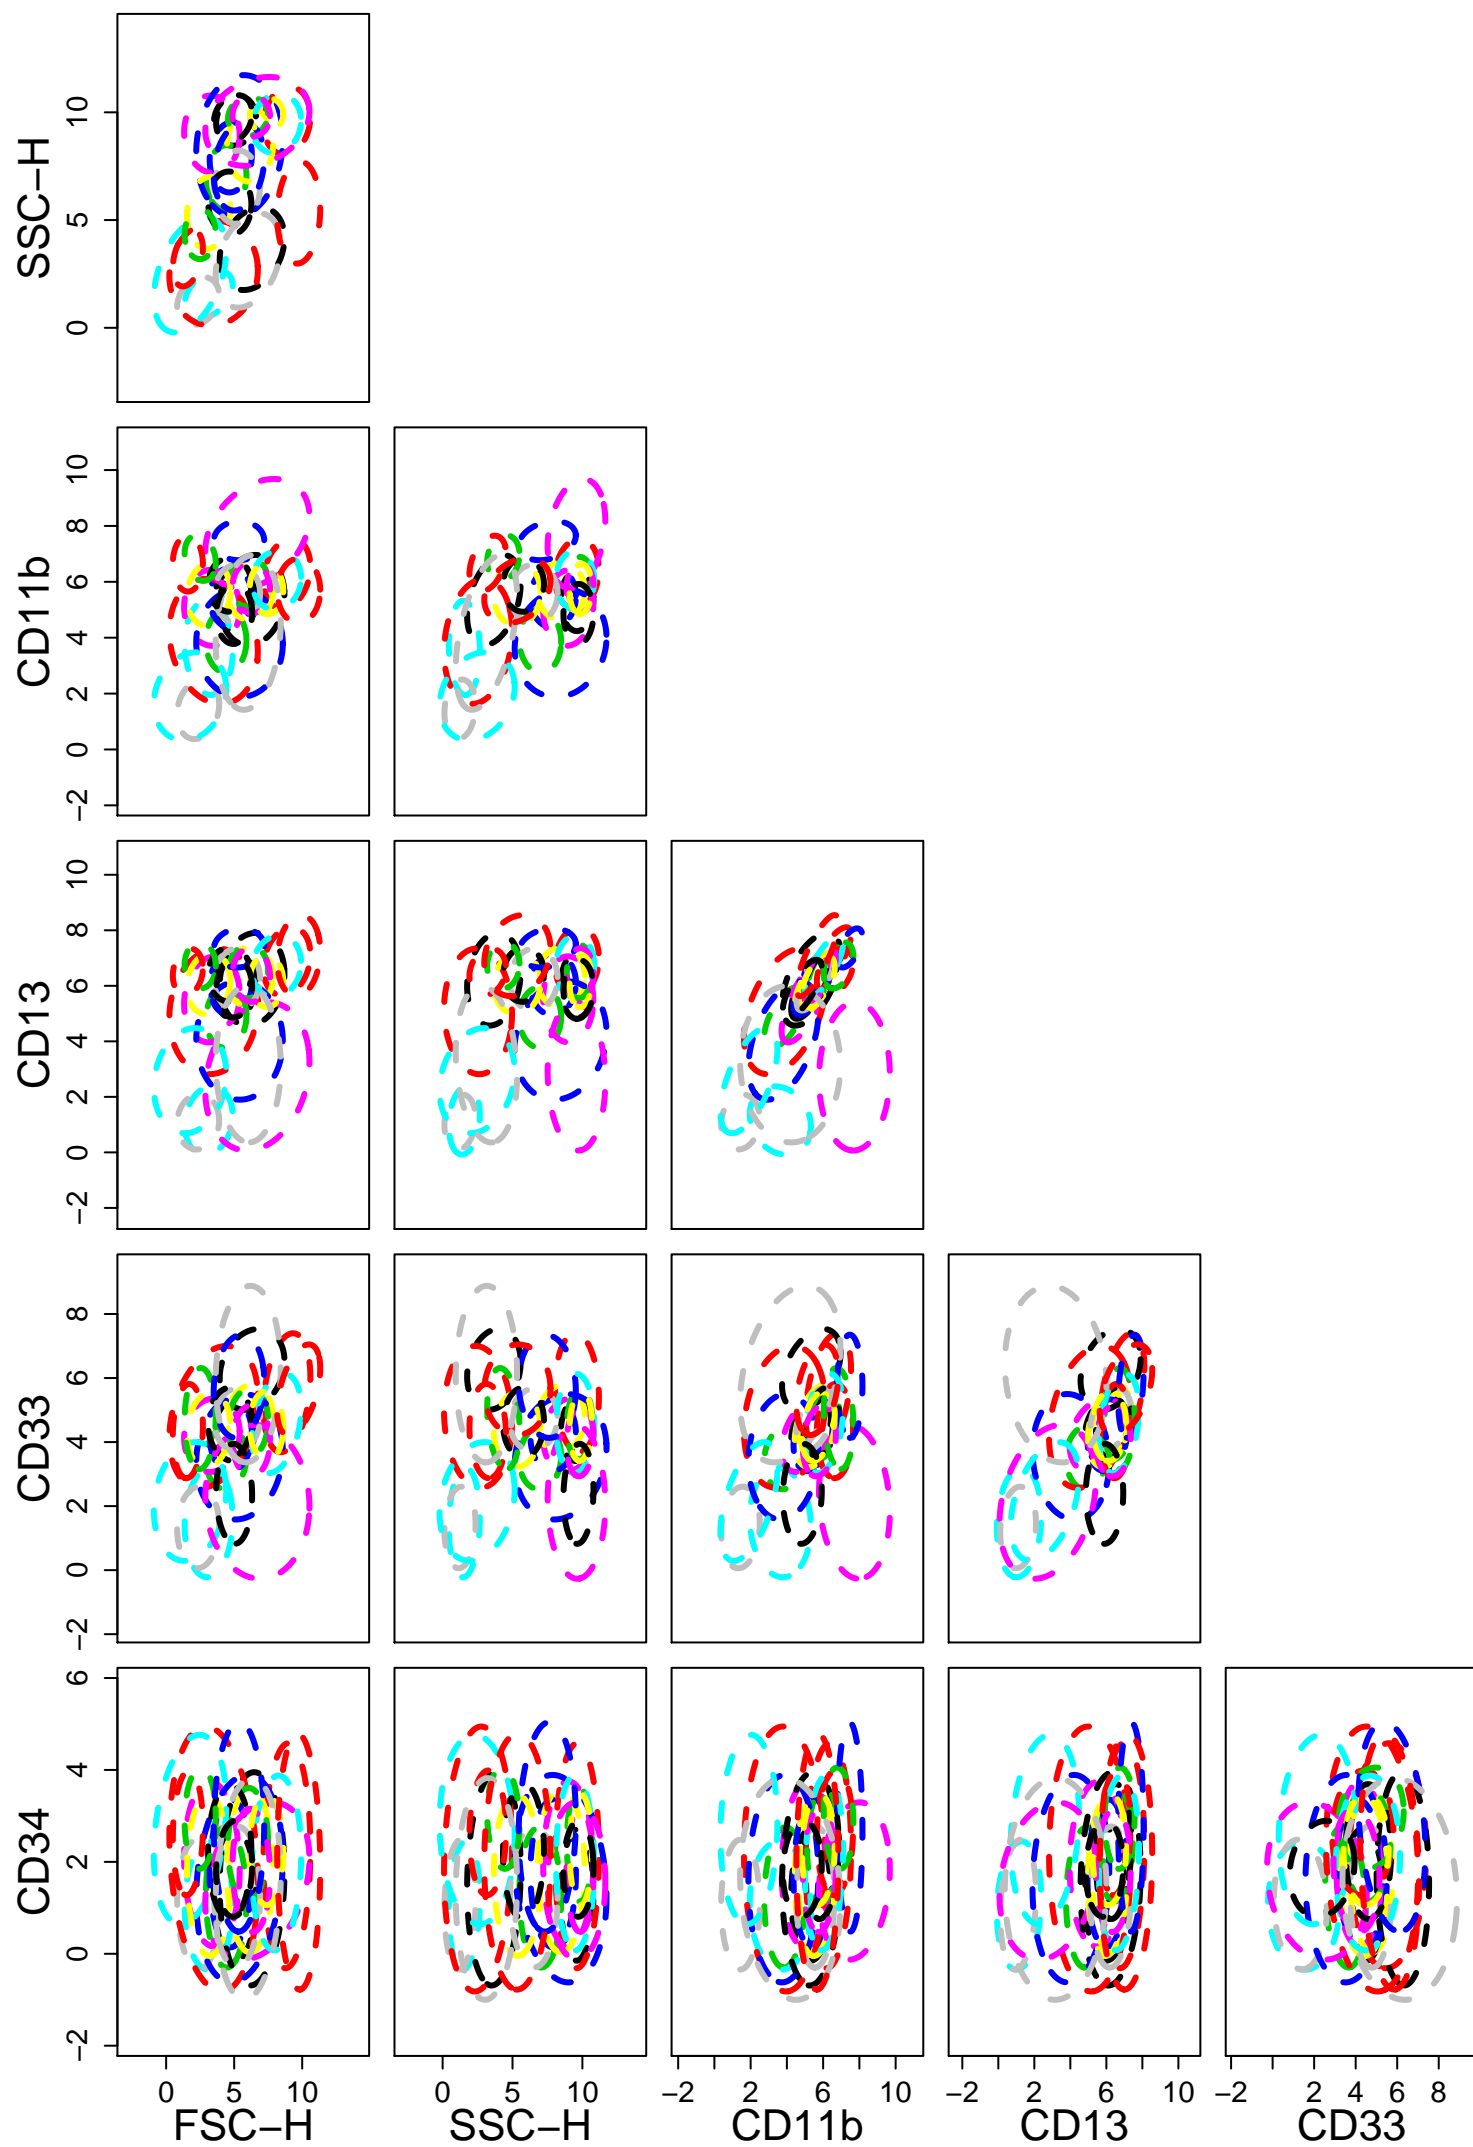 SSC–H
0 5 10
CD11b
−2 0 2 4 6 8 10
CD13
−2 0 2 4 6 8 10
CD33
−2 0 2 4 6 8
CD34
−2 0 2 4 6
0 5 10 0 5 10 −2 2 6 10 −2 2 6 10 −2 2 4 6 8
FSC–H SSC–H CD11b CD13 CD33